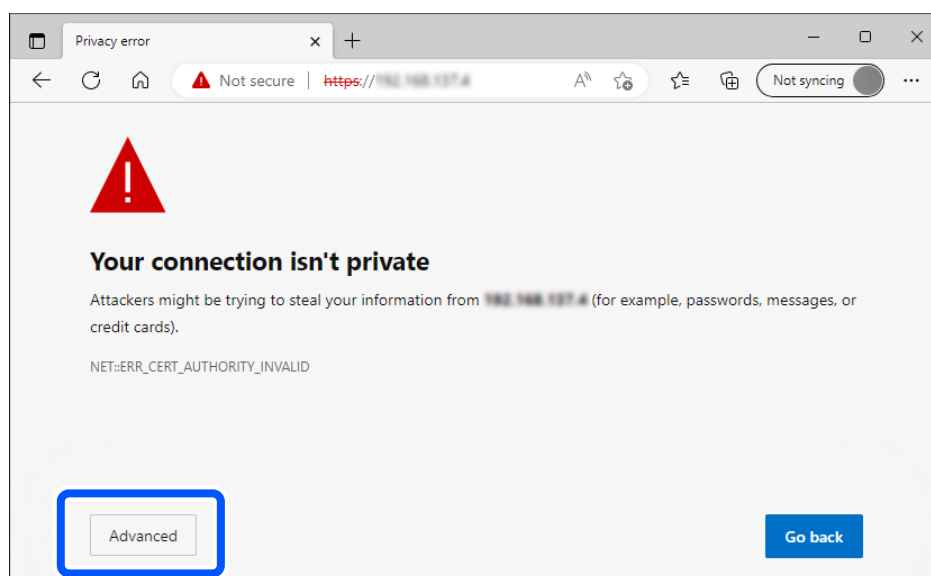 Privacy error
Not secure | https://
Not syncing
Your connection isn't private
Attackers might be trying to steal your information from (for example, passwords, messages, or
credit cards).
NET::ERR_CERT_AUTHORITY_INVALID
Advanced
Go back